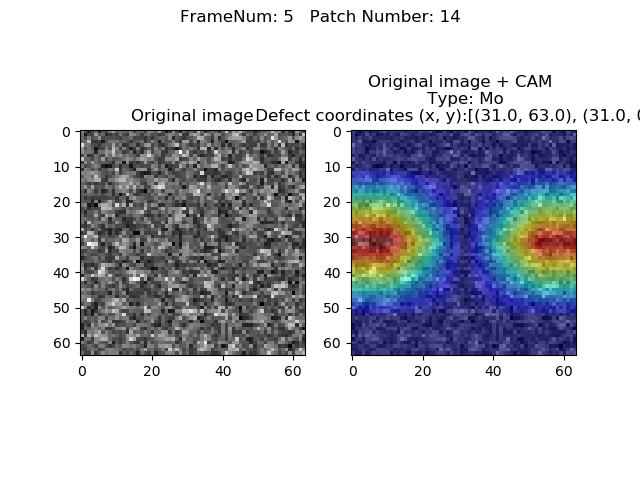 FrameNum: 5   Patch Number: 14
Original image + CAM
Type: Mo
Original image
Defect coordinates (x, y):[(31.0, 63.0), (31.0, 0
0
10
20
30
40
50
60
0 20 40 60
0
10
20
30
40
50
60
0 20 40 60